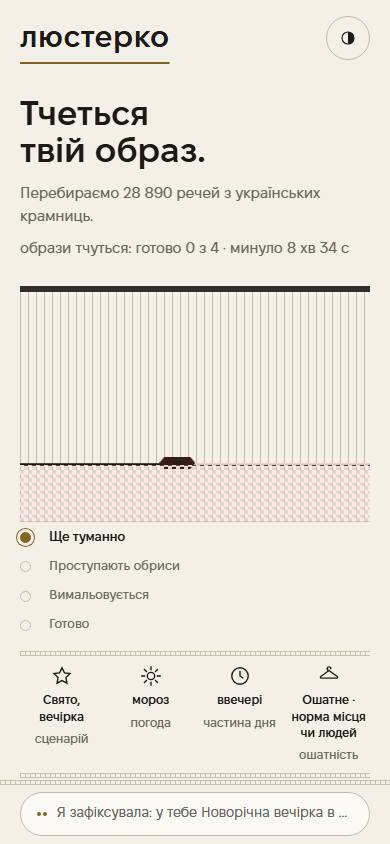 люстерко
Тчеться
твій образ.
Перебираємо 28 890 речей з українських
крамниць.
образи тчуться: готово 0 з 4 · минуло 8 хв 34 с
Ще туманно
Проступають обриси
Вимальовується
Готово
Свято,
вечірка
сценарій
мороз
погода
ввечері
частина дня
Ошатне ·
норма місця
чи людей
ошатність
Я зафіксувала: у тебе Новорічна вечірка в ...